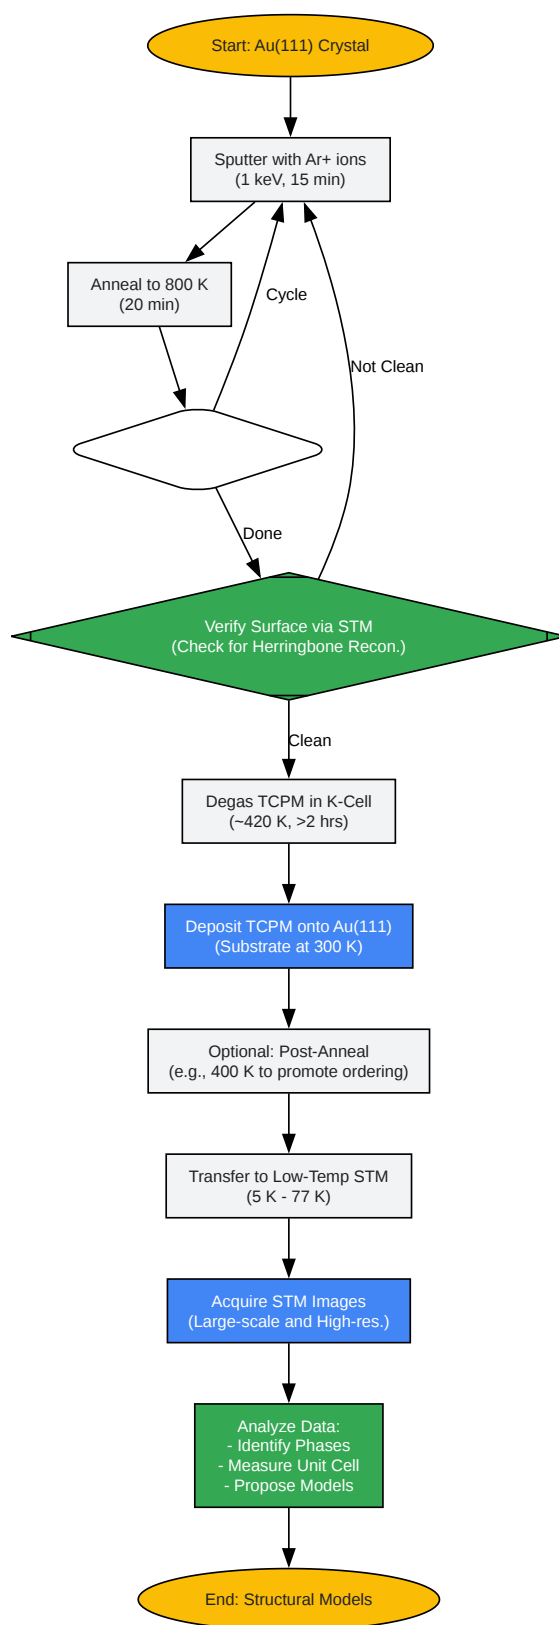 Start: Au(111) Crystal
Sputter with Ar+ ions
(1 keV, 15 min)
Anneal to 800 K
(20 min)
Cycle
Not Clean
Done
Verify Surface via STM
(Check for Herringbone Recon.)
Clean
Degas TCPM in K-Cell
(~420 K, >2 hrs)
Deposit TCPM onto Au(111)
(Substrate at 300 K)
Optional: Post-Anneal
(e.g., 400 K to promote ordering)
Transfer to Low-Temp STM
(5 K - 77 K)
Acquire STM Images
(Large-scale and High-res.)
Analyze Data:
- Identify Phases
- Measure Unit Cell
- Propose Models
End: Structural Models